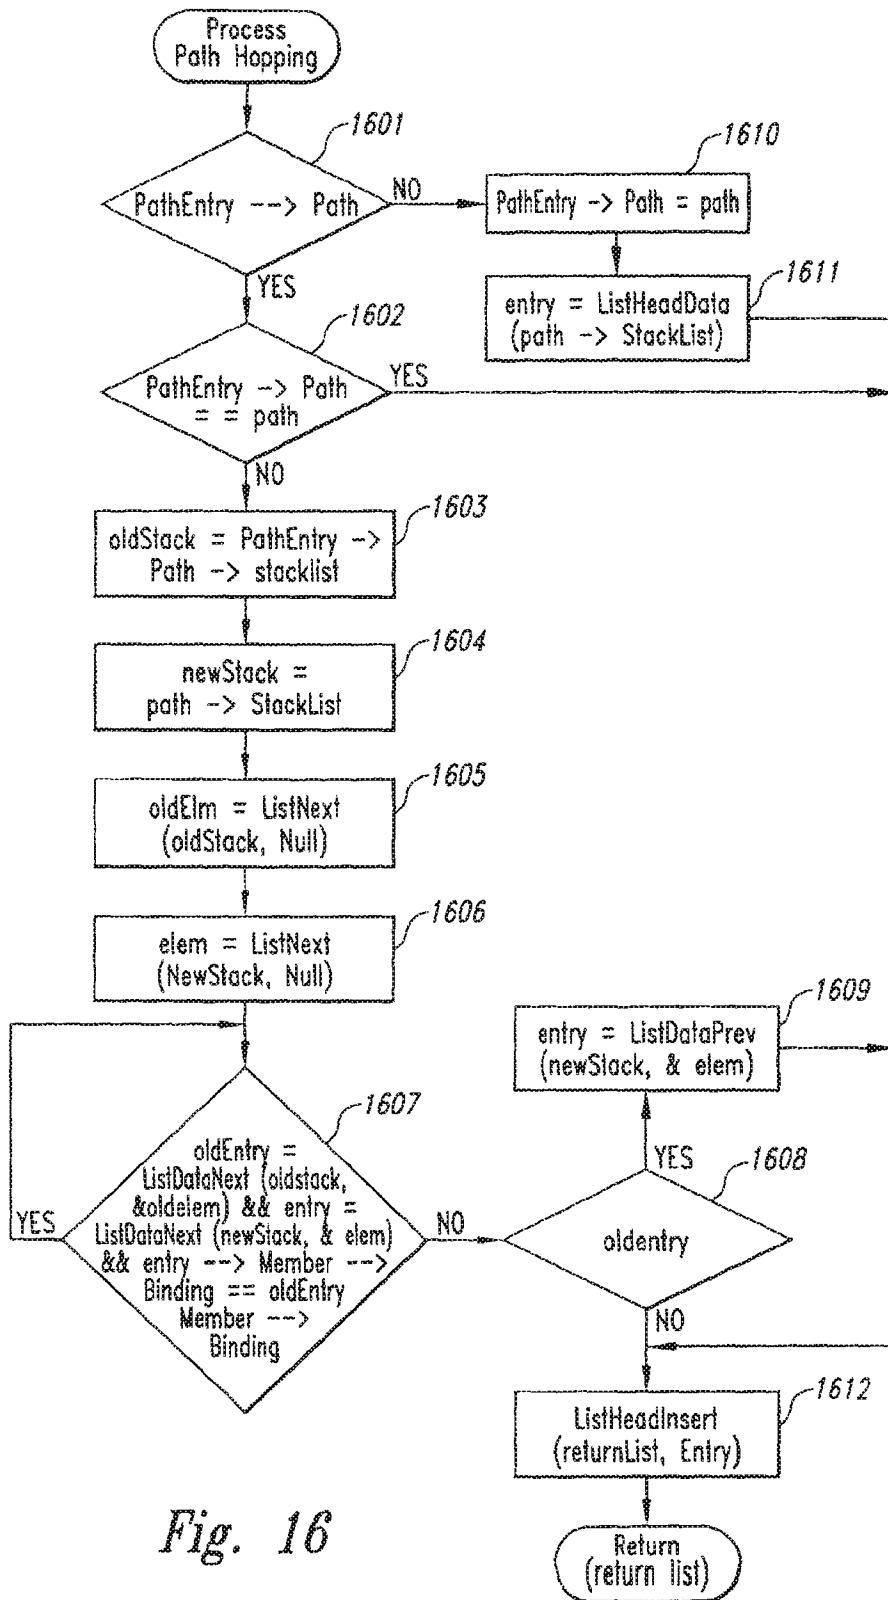 Process
Path Hopping
1601
PathEntry --> Path
NO
YES
1610
PathEntry -> Path = path
1611
entry = ListHeadData
(path -> StackList)
1602
PathEntry -> Path
= = path
YES
NO
1603
oldStack = PathEntry ->
Path -> stacklist
1604
newStack =
path -> StackList
1605
oldElm = ListNext
(oldStack, Null)
1606
elem = ListNext
(NewStack, Null)
1607
oldEntry =
ListDataNext (oldstack,
&oldelem) && entry =
ListDataNext (newStack, & elem)
&& entry --> Member -->
Binding == oldEntry
Member -->
Binding
YES
NO
1609
entry = ListDataPrev
(newStack, & elem)
YES
1608
oldentry
NO
1612
ListHeadInsert
(returnList, Entry)
Return
(return list)
Fig. 16